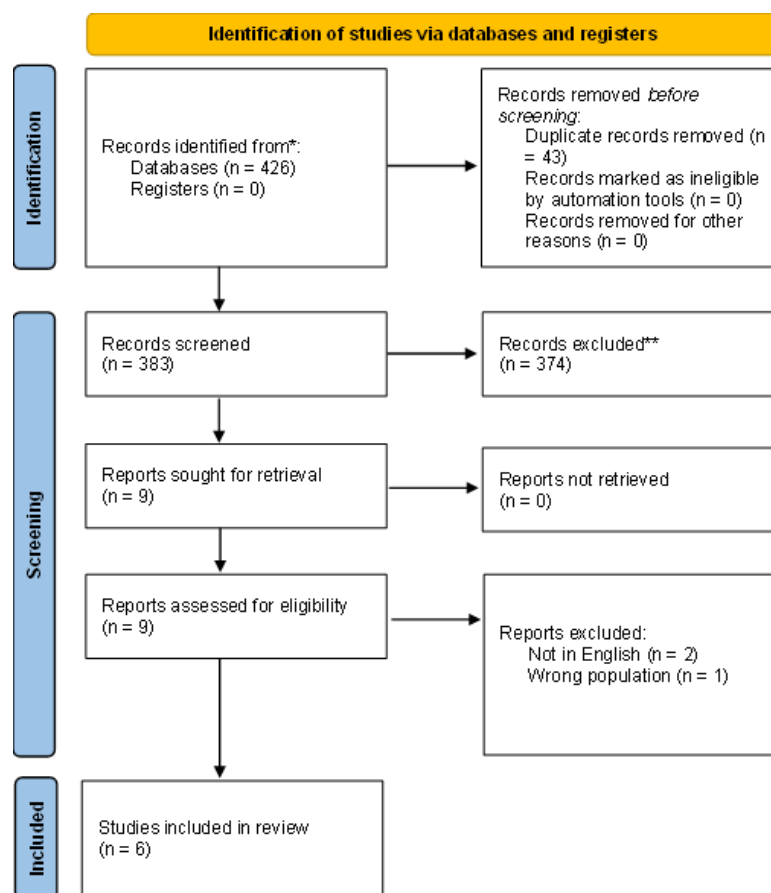 Identification of studies via databases and registers
Identification
Records identified from*:
Databases (n = 426)
Registers (n = 0)
Records removed before
screening:
Duplicate records removed (n
= 43)
Records marked as ineligible
by automation tools (n = 0)
Records removed for other
reasons (n = 0)
Screening
Records screened
(n = 383)
Records excluded**
(n = 374)
Reports sought for retrieval
(n = 9)
Reports not retrieved
(n = 0)
Reports assessed for eligibility
(n = 9)
Reports excluded:
Not in English (n = 2)
Wrong population (n = 1)
Included
Studies included in review
(n = 6)